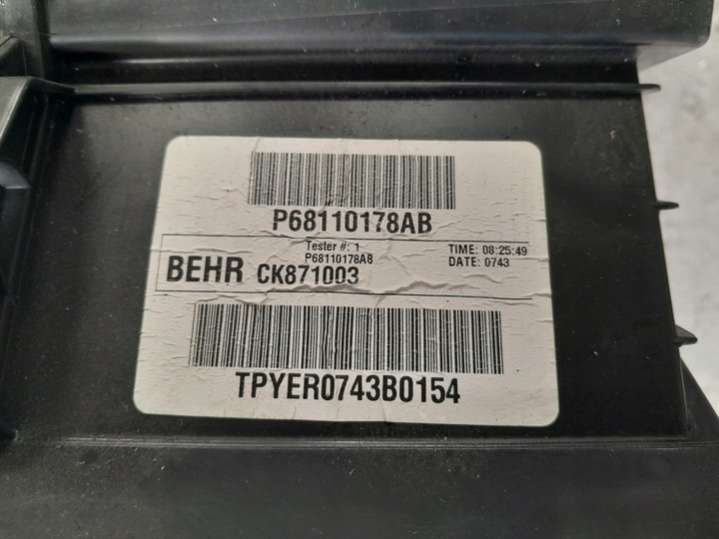 P68110178AB
Tester #: 1
P68110178AB
TIME: 08:25:49
BEHR CK871003
DATE: 0743
TPYER0743B0154